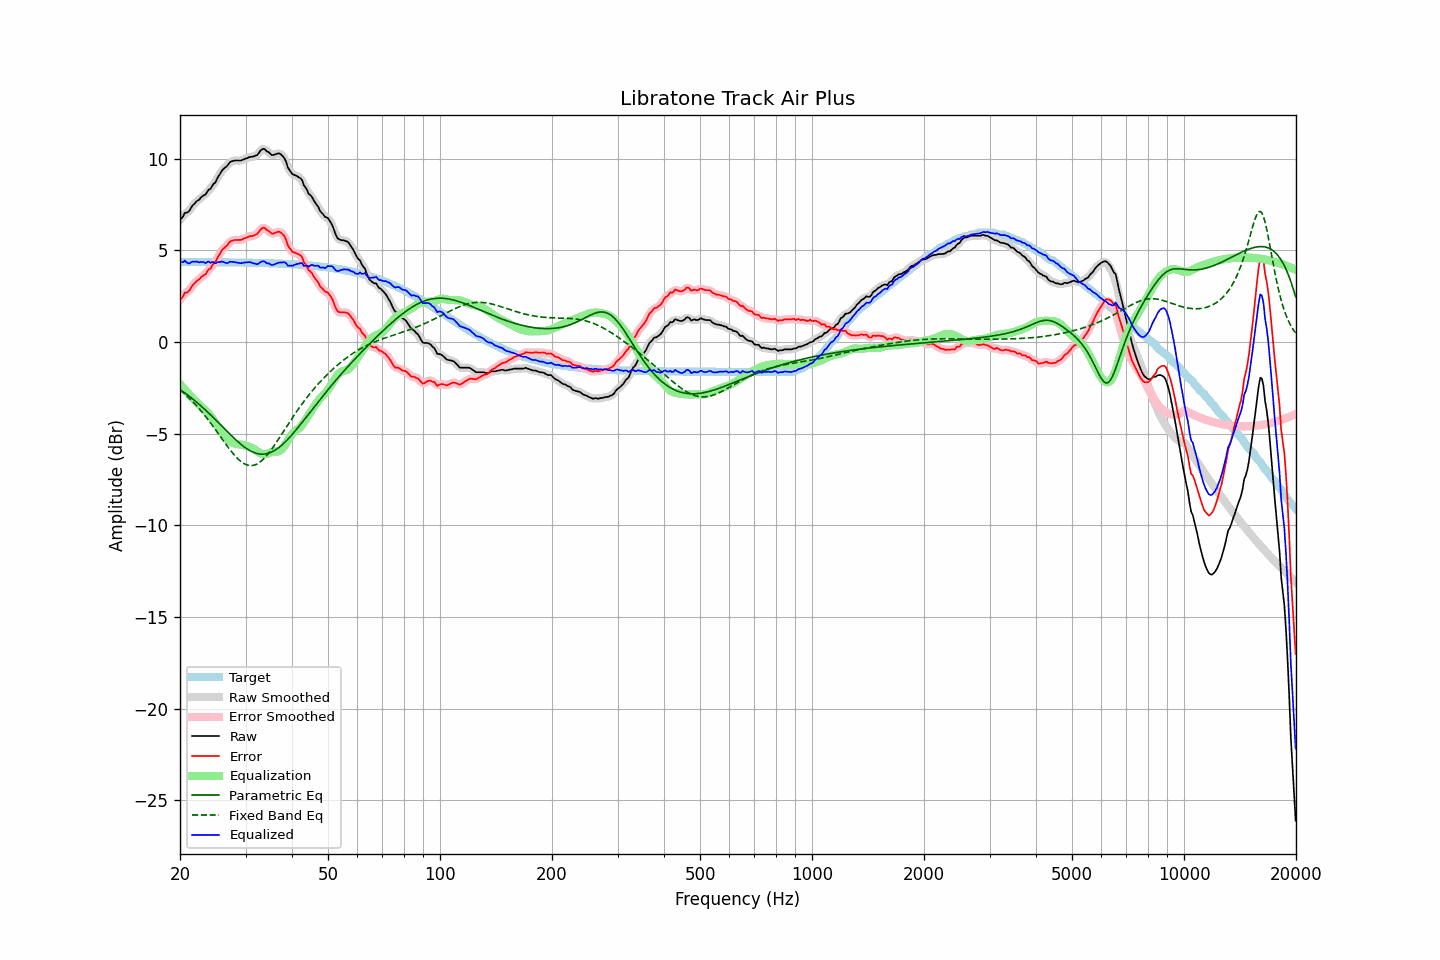 Libratone Track Air Plus
Amplitude (dBr)
10
5
0
−5
−10
−15
−20
−25
Target
Raw Smoothed
Error Smoothed
Raw
Error
Equalization
Parametric Eq
Fixed Band Eq
Equalized
20 50 100 200 500 1000 2000 5000 10000 20000
Frequency (Hz)